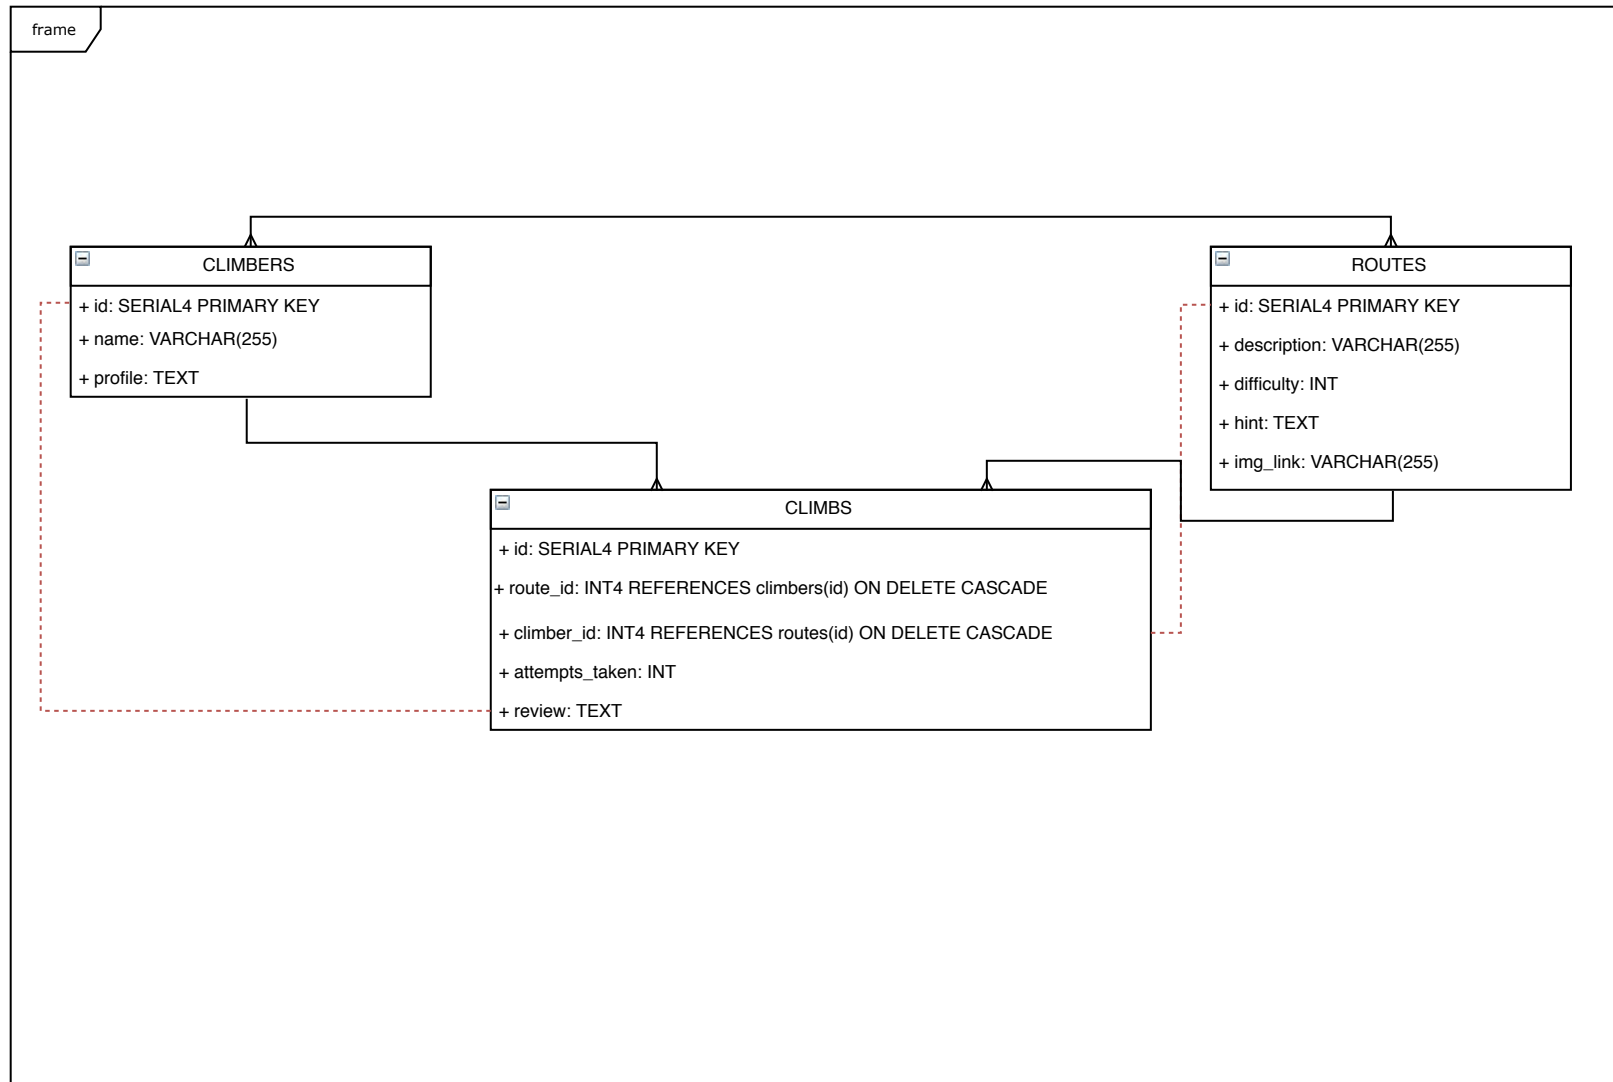 frame
CLIMBERS
+ id: SERIAL4 PRIMARY KEY
+ name: VARCHAR(255)
+ profile: TEXT
ROUTES
+ id: SERIAL4 PRIMARY KEY
+ description: VARCHAR(255)
+ difficulty: INT
+ hint: TEXT
+ img_link: VARCHAR(255)
CLIMBS
+ id: SERIAL4 PRIMARY KEY
+ route_id: INT4 REFERENCES climbers(id) ON DELETE CASCADE
+ climber_id: INT4 REFERENCES routes(id) ON DELETE CASCADE
+ attempts_taken: INT
+ review: TEXT